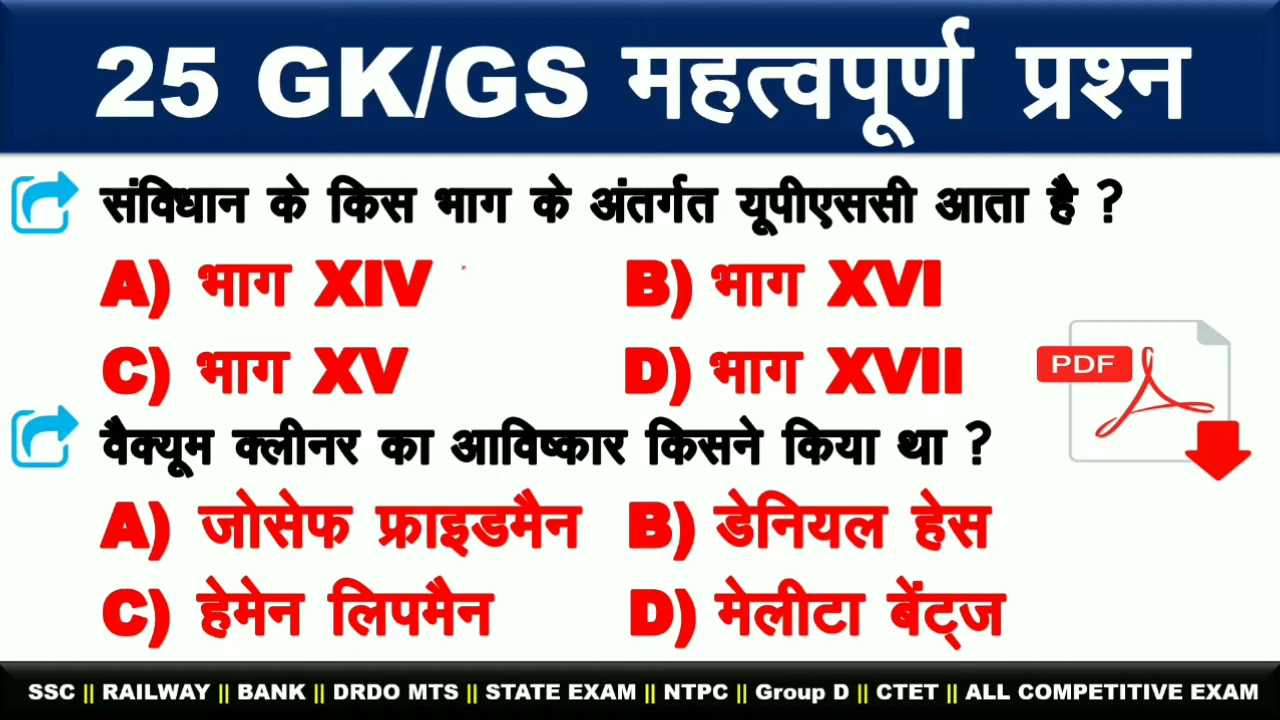 25 GK/GS महत्वपूर्ण प्रश्न
संविधान के किस भाग के अंतर्गत यूपीएससी आता है ?
A) भाग XIV B) भाग XVI
C) भाग XV D) भाग XVII
PDF
वैक्यूम क्लीनर का आविष्कार किसने किया था ?
A) जोसेफ फ्राइडमैन B) डेनियल हेस
C) हेमेन लिपमैन D) मेलीटा बेंट्ज
SSC || RAILWAY || BANK || DRDO MTS || STATE EXAM || NTPC || Group D || CTET || ALL COMPETITIVE EXAM